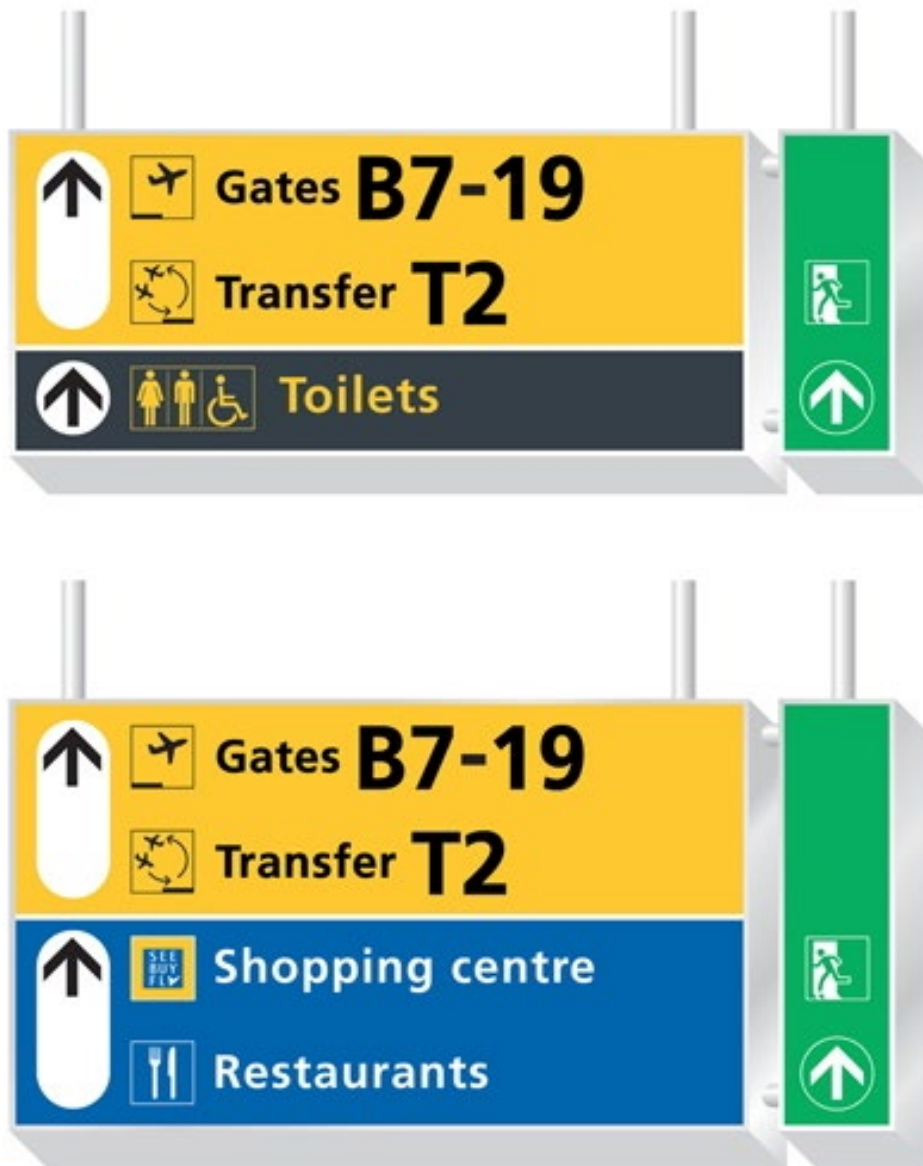 Gates B7-19
Transfer T2
Toilets
Gates B7-19
Transfer T2
SEE
BUY
FLY
Shopping centre
Restaurants